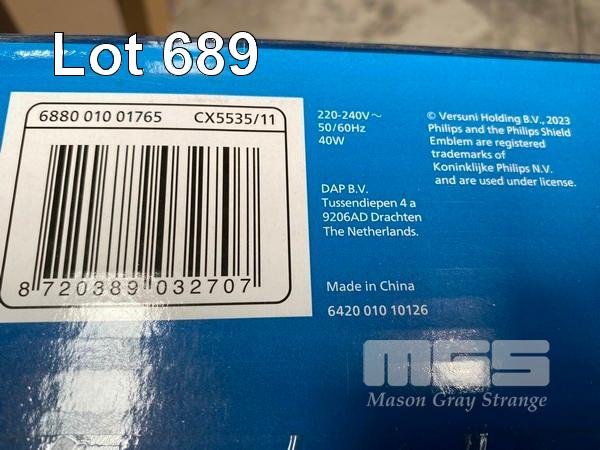 Lot 689
6880 010 01765 CX5535/11
8 720389 032707
220-240V~
50/60Hz
40W
DAP B.V.
Tussendiepen 4 a
9206AD Drachten
The Netherlands.
Made in China
6420 010 10126
© Versuni Holding B.V., 2023
Philips and the Philips Shield
Emblem are registered
trademarks of
Koninklijke Philips N.V.
and are used under license.
MGS
Mason Gray Strange